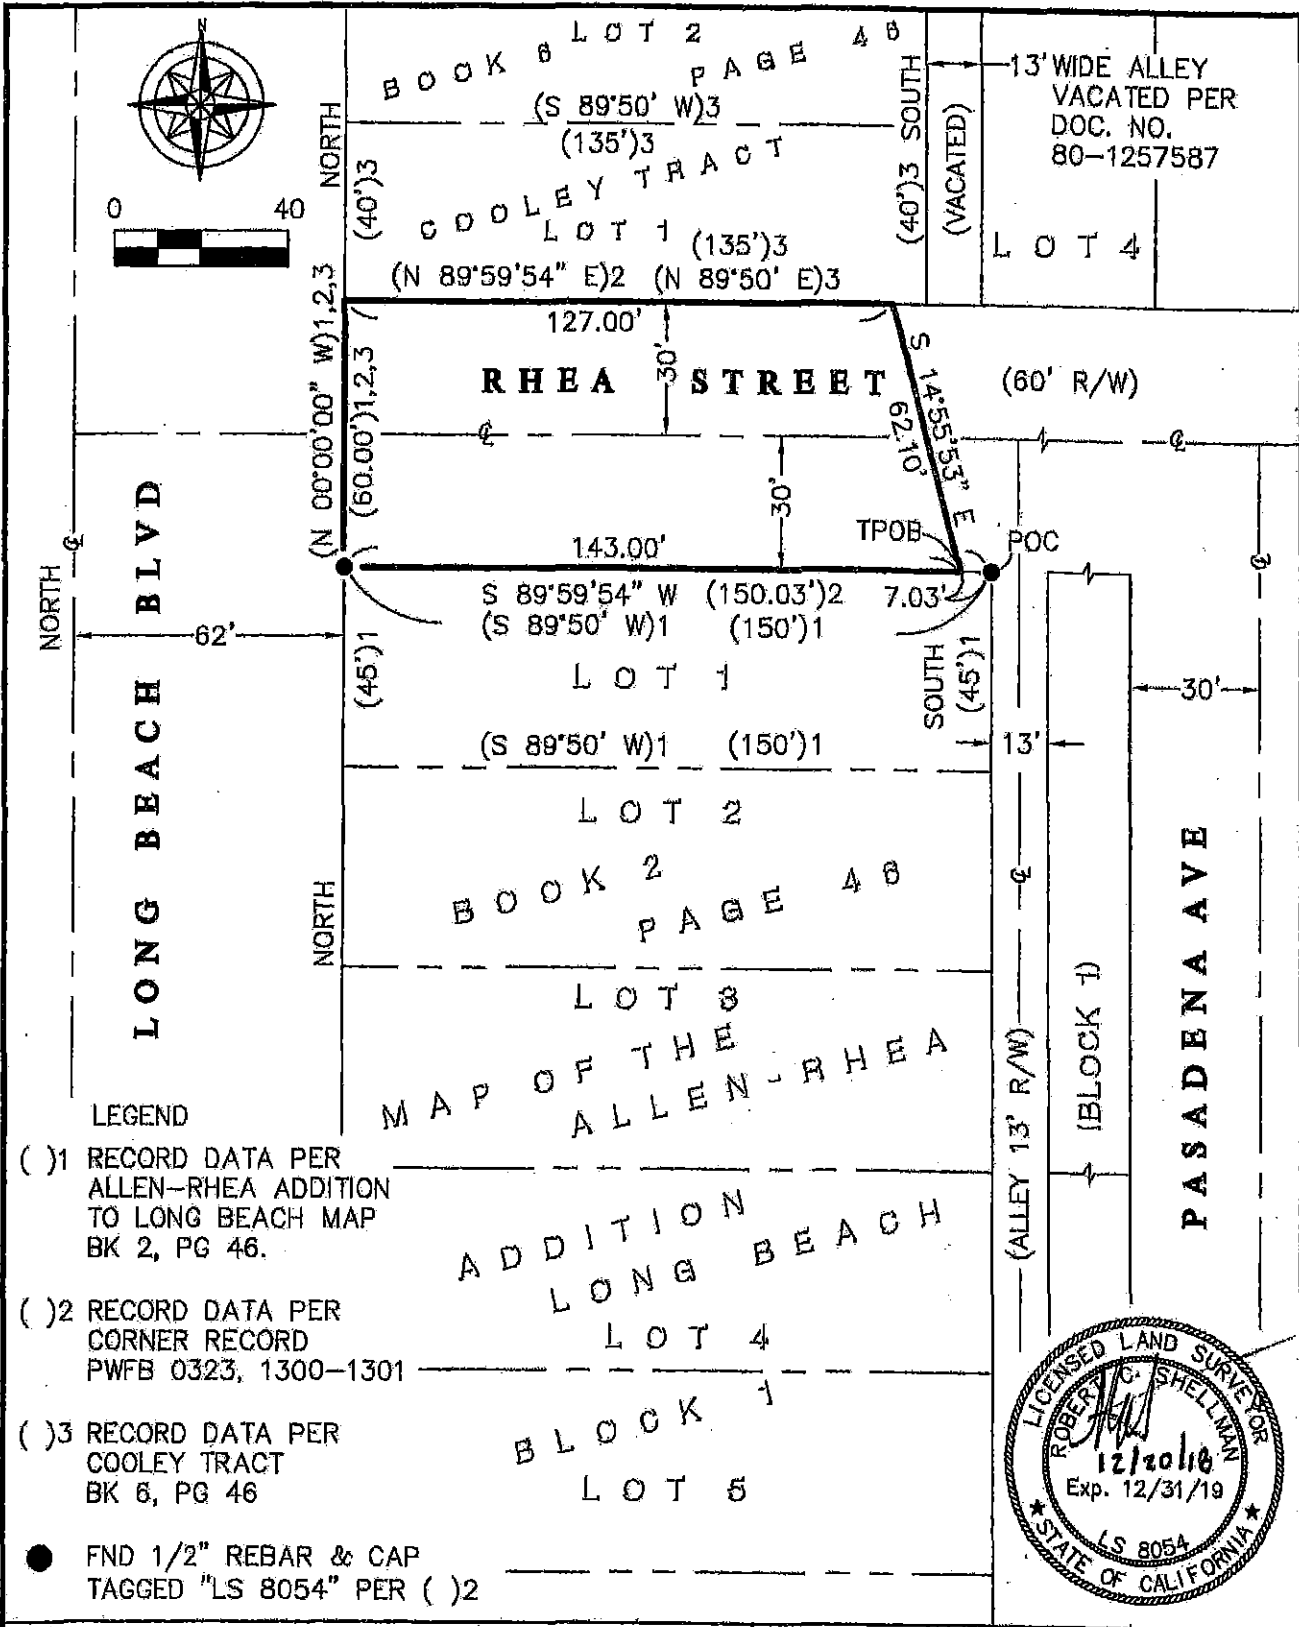 N
0 40
BOOK 6 LOT 2 PAGE 46
(S 89°50' W)3
(135')3
NORTH
(40')3
COOLEY TRACT
LOT 1
(135')3
(N 89°59'54" E)2 (N 89°50' E)3
(40')3 SOUTH
(VACATED)
13' WIDE ALLEY
VACATED PER
DOC. NO.
80-1257587
LOT 4
127.00'
(N 00°00'00" W)1,2,3
(60.00')1,2,3
RHEA STREET
30'
(60' R/W)
S 14°55'53" E
62.10'
℄
℄
30'
TPOB
POC
143.00'
S 89°59'54" W (150.03')2
7.03'
(S 89°50' W)1 (150')1
NORTH
℄
LONG BEACH BLVD
62'
(45')1
LOT 1
SOUTH
(45')1
℄
30'
(S 89°50' W)1 (150')1
13'
LOT 2
NORTH
BOOK 2
PAGE 46
℄
LOT 3
MAP OF THE
ALLEN-RHEA
(ALLEY 13' R/W)
(BLOCK 1)
PASADENA AVE
ADDITION
LONG BEACH
LOT 4
BLOCK 1
LOT 5
LEGEND
( )1 RECORD DATA PER
ALLEN-RHEA ADDITION
TO LONG BEACH MAP
BK 2, PG 46.
( )2 RECORD DATA PER
CORNER RECORD
PWFB 0323, 1300-1301
( )3 RECORD DATA PER
COOLEY TRACT
BK 6, PG 46
FND 1/2" REBAR & CAP
TAGGED "LS 8054" PER ( )2
LICENSED LAND SURVEYOR
ROBERT C. SHELLMAN
12/20/18
Exp. 12/31/19
LS 8054
STATE OF CALIFORNIA